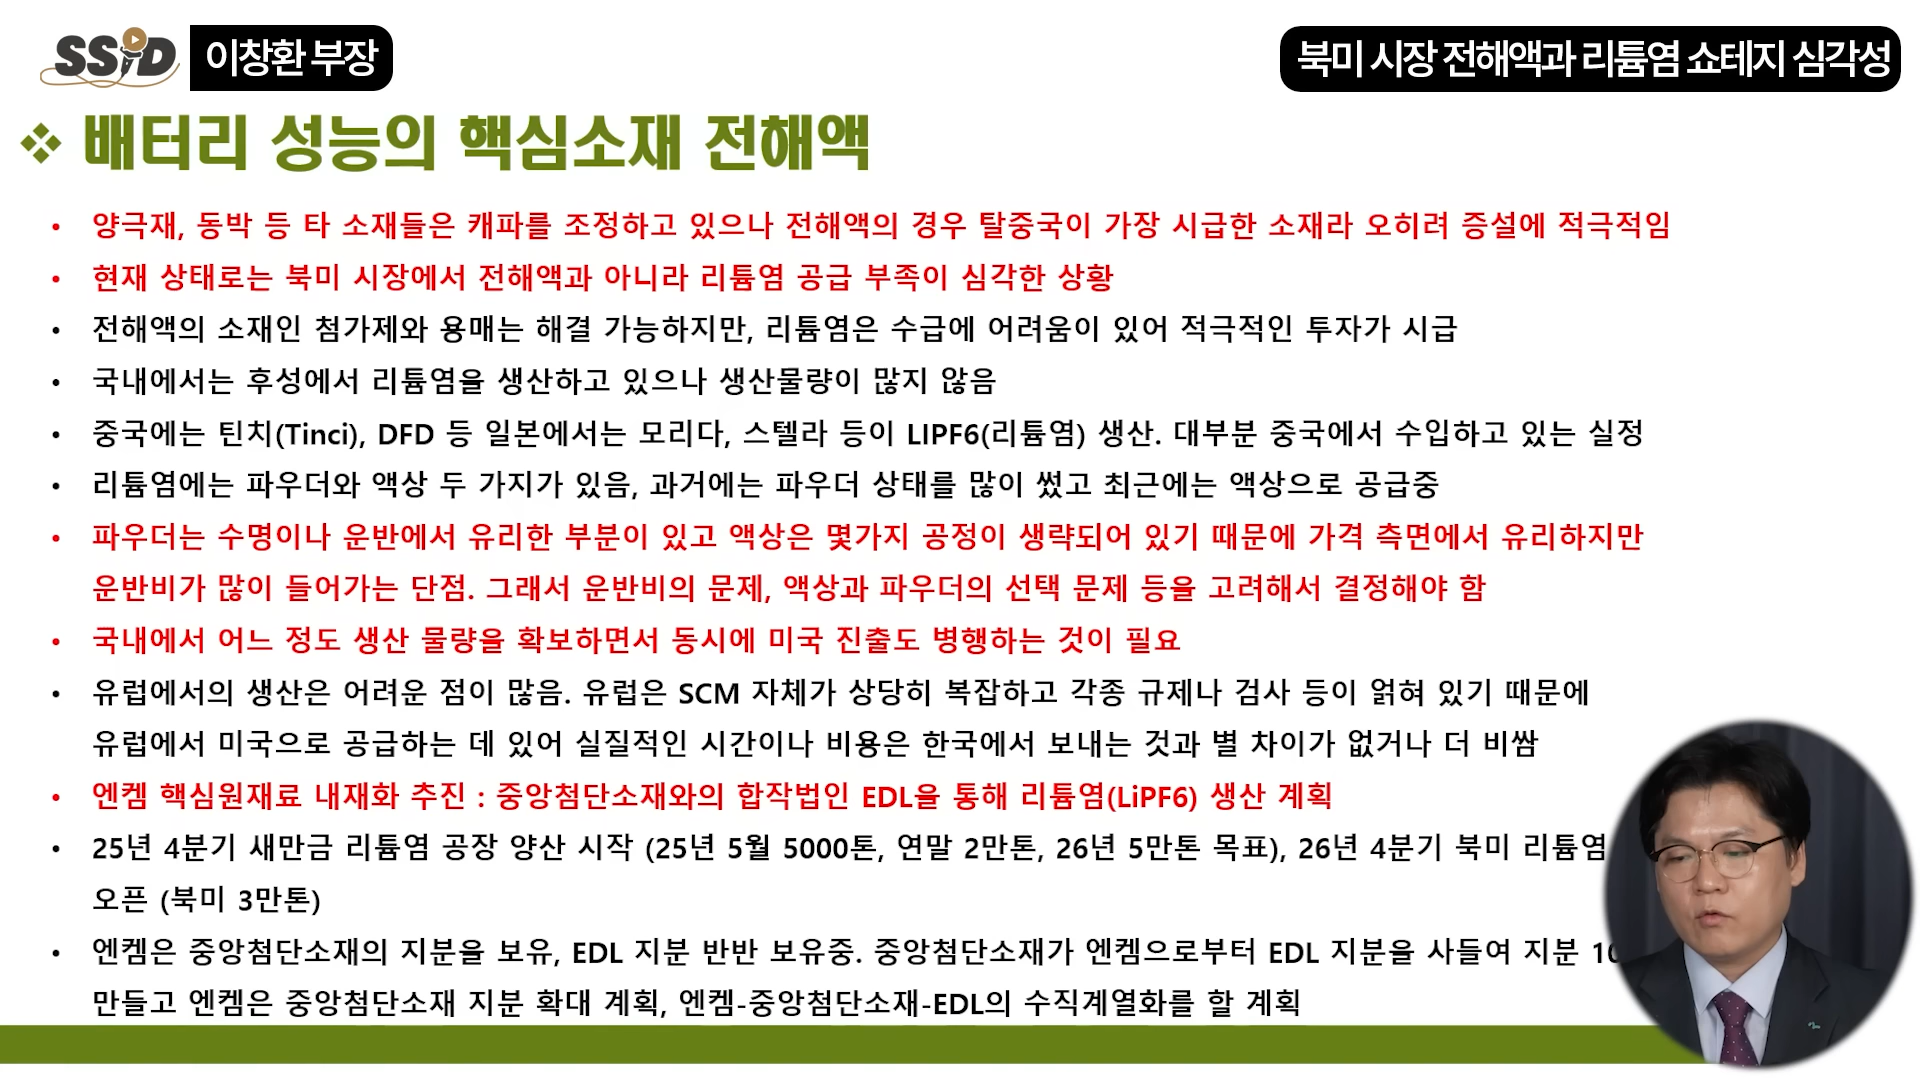 SSiD
이창환 부장
북미 시장 전해액과 리튬염 쇼테지 심각성
❖ 배터리 성능의 핵심소재 전해액
• 양극재, 동박 등 타 소재들은 캐파를 조정하고 있으나 전해액의 경우 탈중국이 가장 시급한 소재라 오히려 증설에 적극적임
• 현재 상태로는 북미 시장에서 전해액과 아니라 리튬염 공급 부족이 심각한 상황
• 전해액의 소재인 첨가제와 용매는 해결 가능하지만, 리튬염은 수급에 어려움이 있어 적극적인 투자가 시급
• 국내에서는 후성에서 리튬염을 생산하고 있으나 생산물량이 많지 않음
• 중국에는 틴치(Tinci), DFD 등 일본에서는 모리다, 스텔라 등이 LIPF6(리튬염) 생산. 대부분 중국에서 수입하고 있는 실정
• 리튬염에는 파우더와 액상 두 가지가 있음, 과거에는 파우더 상태를 많이 썼고 최근에는 액상으로 공급중
• 파우더는 수명이나 운반에서 유리한 부분이 있고 액상은 몇가지 공정이 생략되어 있기 때문에 가격 측면에서 유리하지만
운반비가 많이 들어가는 단점. 그래서 운반비의 문제, 액상과 파우더의 선택 문제 등을 고려해서 결정해야 함
• 국내에서 어느 정도 생산 물량을 확보하면서 동시에 미국 진출도 병행하는 것이 필요
• 유럽에서의 생산은 어려운 점이 많음. 유럽은 SCM 자체가 상당히 복잡하고 각종 규제나 검사 등이 얽혀 있기 때문에
유럽에서 미국으로 공급하는 데 있어 실질적인 시간이나 비용은 한국에서 보내는 것과 별 차이가 없거나 더 비쌈
• 엔켐 핵심원재료 내재화 추진 : 중앙첨단소재와의 합작법인 EDL을 통해 리튬염(LiPF6) 생산 계획
• 25년 4분기 새만금 리튬염 공장 양산 시작 (25년 5월 5000톤, 연말 2만톤, 26년 5만톤 목표), 26년 4분기 북미 리튬염
오픈 (북미 3만톤)
• 엔켐은 중앙첨단소재의 지분을 보유, EDL 지분 반반 보유중. 중앙첨단소재가 엔켐으로부터 EDL 지분을 사들여 지분
만들고 엔켐은 중앙첨단소재 지분 확대 계획, 엔켐-중앙첨단소재-EDL의 수직계열화를 할 계획